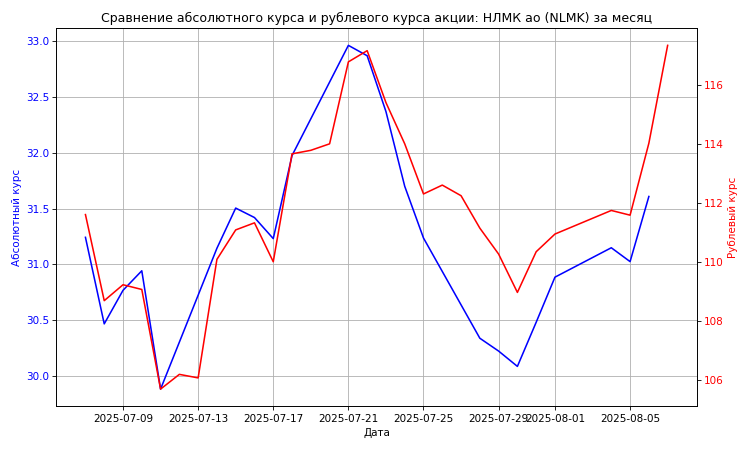 Сравнение абсолютного курса и рублевого курса акции: НЛМК ао (NLMK) за месяц
33.0
32.5
32.0
31.5
31.0
30.5
30.0
Абсолютный курс
116
114
112
110
108
106
Рублевый курс
2025-07-09 2025-07-13 2025-07-17 2025-07-21 2025-07-25 2025-07-29 2025-08-01 2025-08-05
Дата